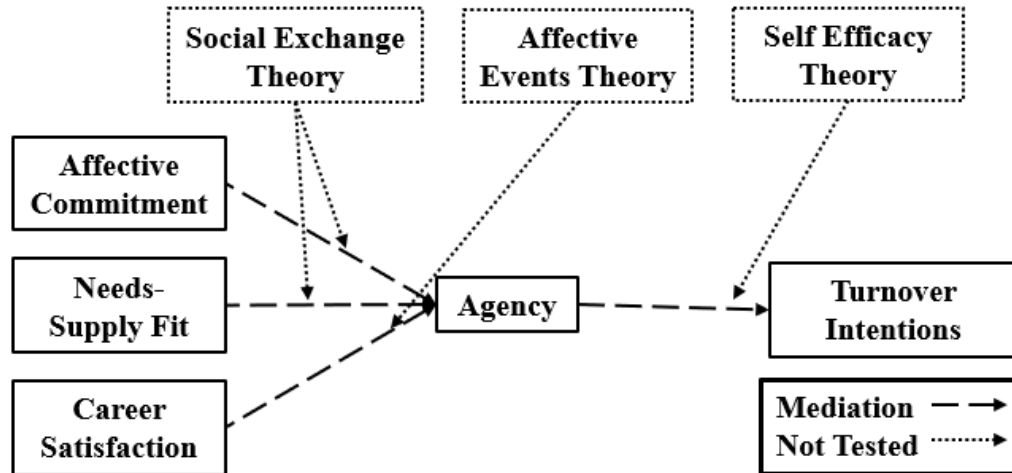 Social Exchange
Theory
Affective
Events Theory
Self Efficacy
Theory
Affective
Commitment
Needs-
Supply Fit
Career
Satisfaction
Agency
Turnover
Intentions
Mediation
Not Tested